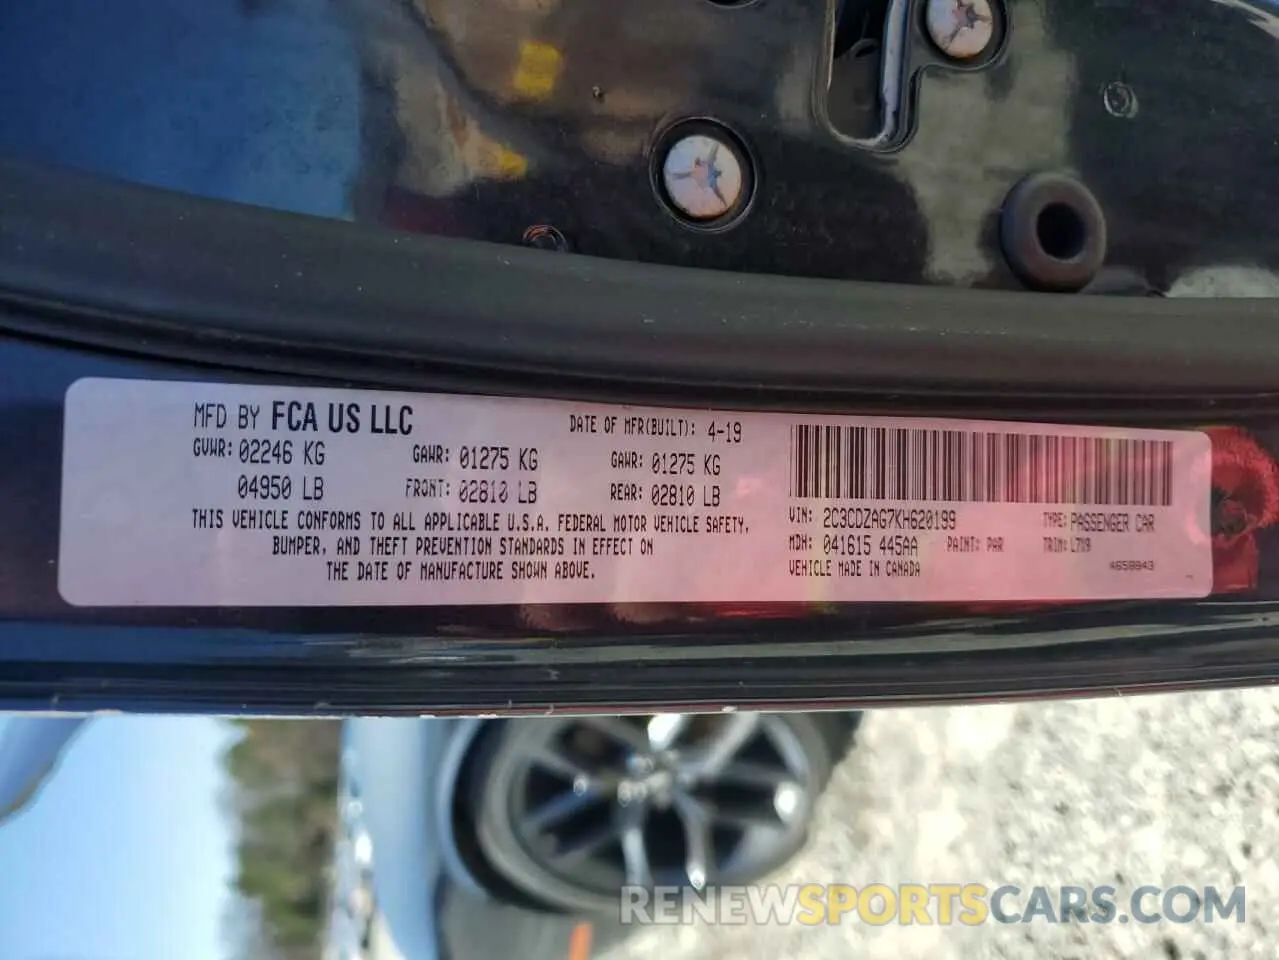 MFD BY FCA US LLC
DATE OF MFR(BUILT): 4-19
GVWR: 02246 KG
04950 LB
GAWR: 01275 KG
FRONT: 02810 LB
GAWR: 01275 KG
REAR: 02810 LB
THIS VEHICLE CONFORMS TO ALL APPLICABLE U.S.A. FEDERAL MOTOR VEHICLE SAFETY,
BUMPER, AND THEFT PREVENTION STANDARDS IN EFFECT ON
THE DATE OF MANUFACTURE SHOWN ABOVE.
VIN: 2C3CDZAG7KH620199
TYPE: PASSENGER CAR
MDH: 041615 445AA
PAINT: PAR
TRIM: L7X9
VEHICLE MADE IN CANADA
RENEWSPORTSCARS.COM